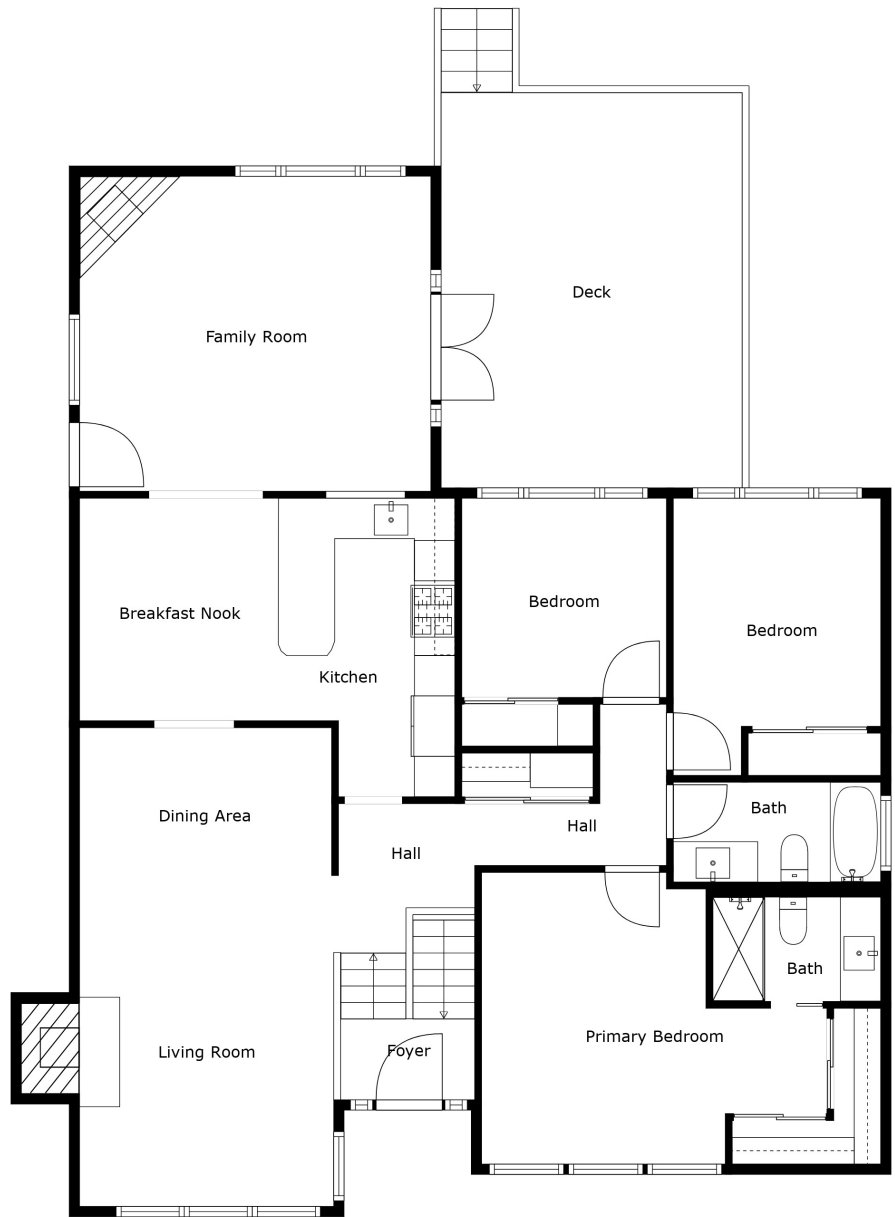 Deck
Family Room
Bedroom
Breakfast Nook
Bedroom
Kitchen
Bath
Dining Area
Hall
Hall
Bath
Primary Bedroom
Foyer
Living Room